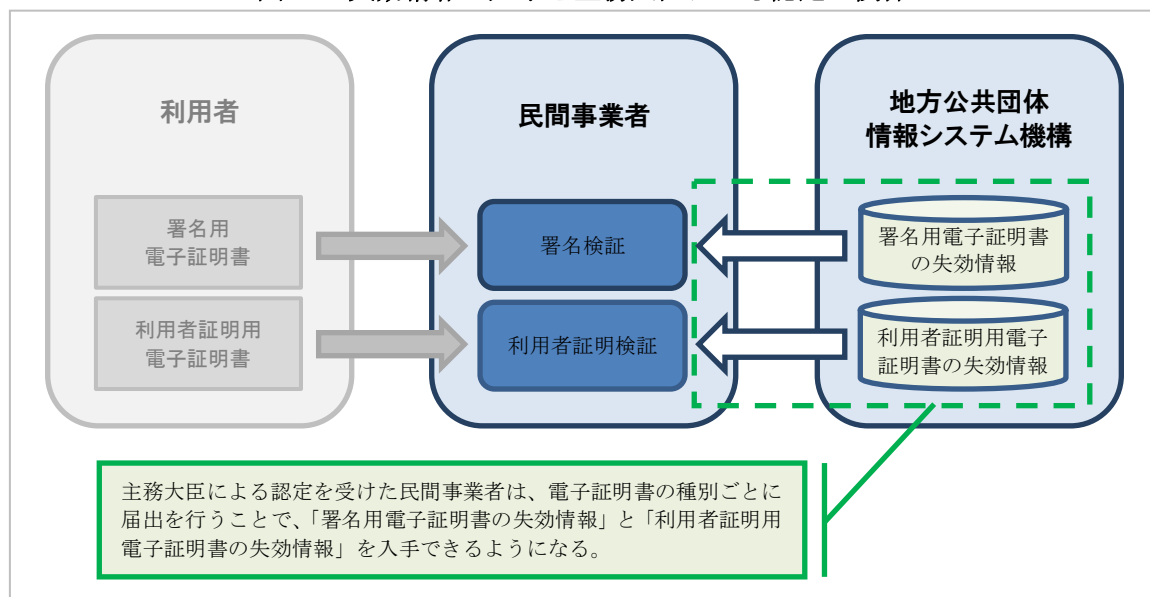 利用者
民間事業者
地方公共団体
情報システム機構
署名用
電子証明書
署名検証
署名用電子証明書
の失効情報
利用者証明用
電子証明書
利用者証明検証
利用者証明用電子
証明書の失効情報
主務大臣による認定を受けた民間事業者は、電子証明書の種別ごとに
届出を行うことで、「署名用電子証明書の失効情報」と「利用者証明用
電子証明書の失効情報」を入手できるようになる。